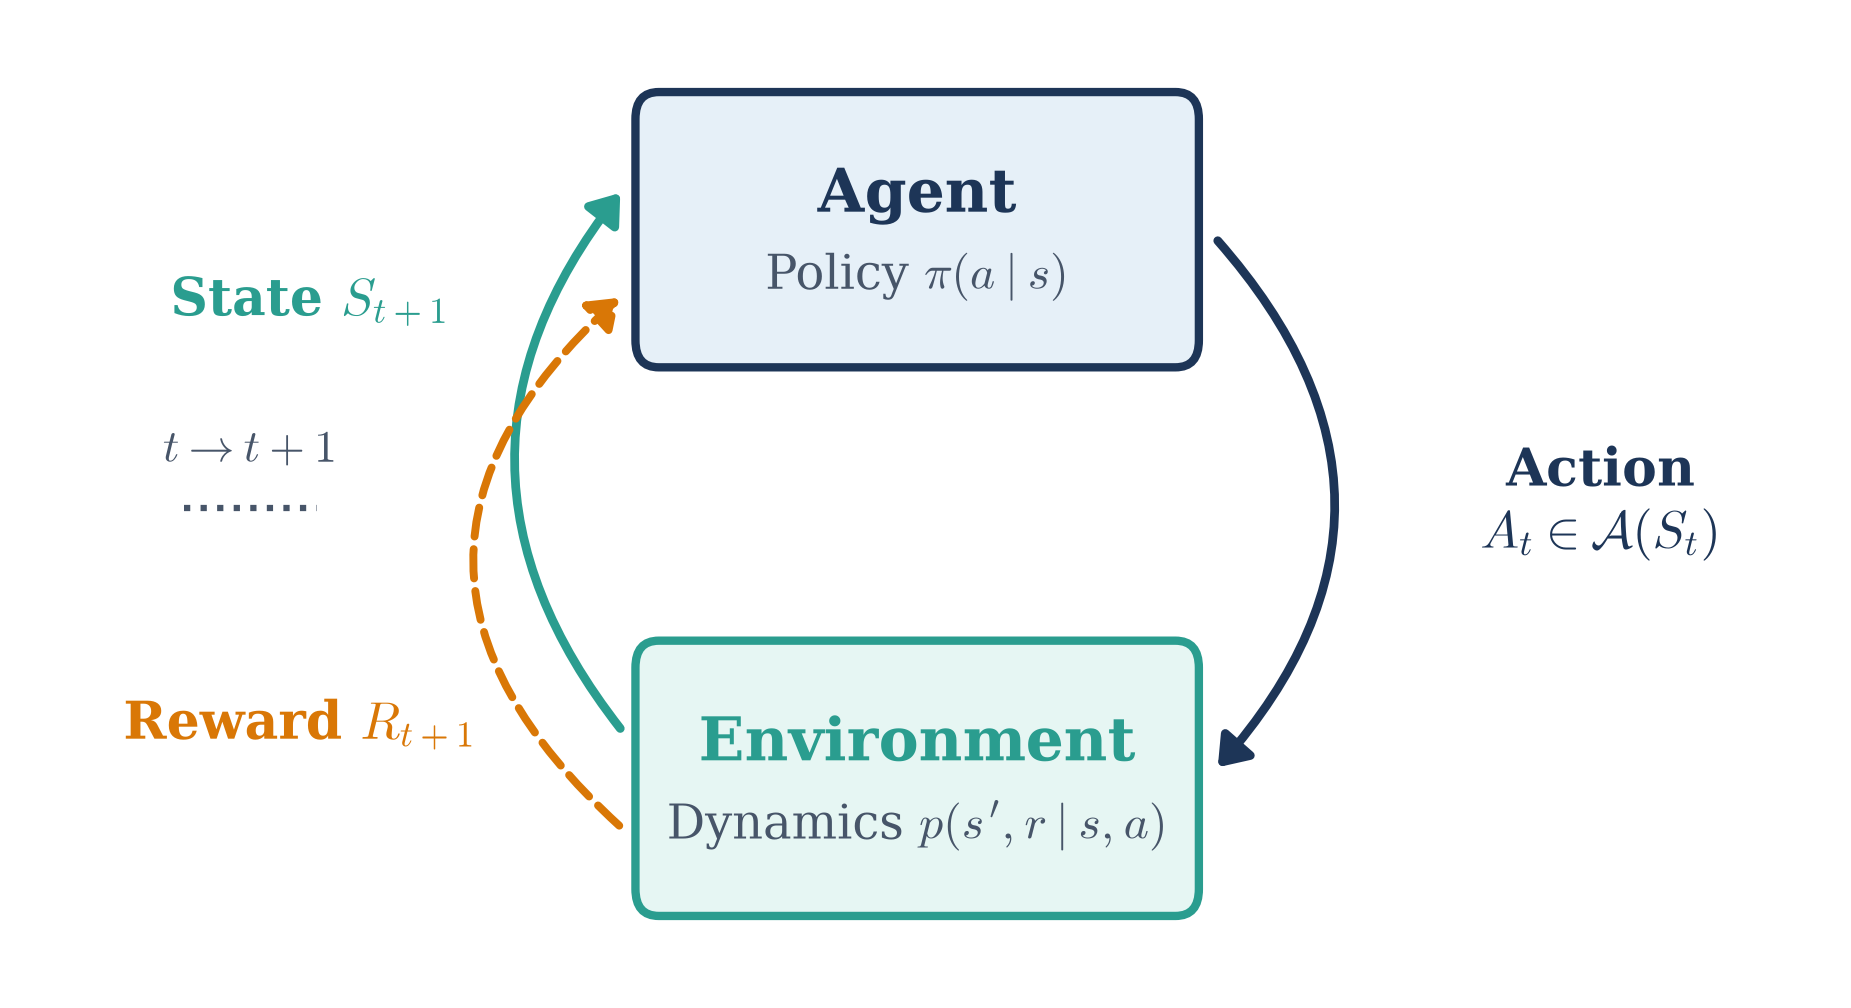 Agent
Policy π(a | s)
State S_{t+1}
t → t + 1
Action
A_t ∈ 𝒜(S_t)
Reward R_{t+1}
Environment
Dynamics p(s′, r | s, a)